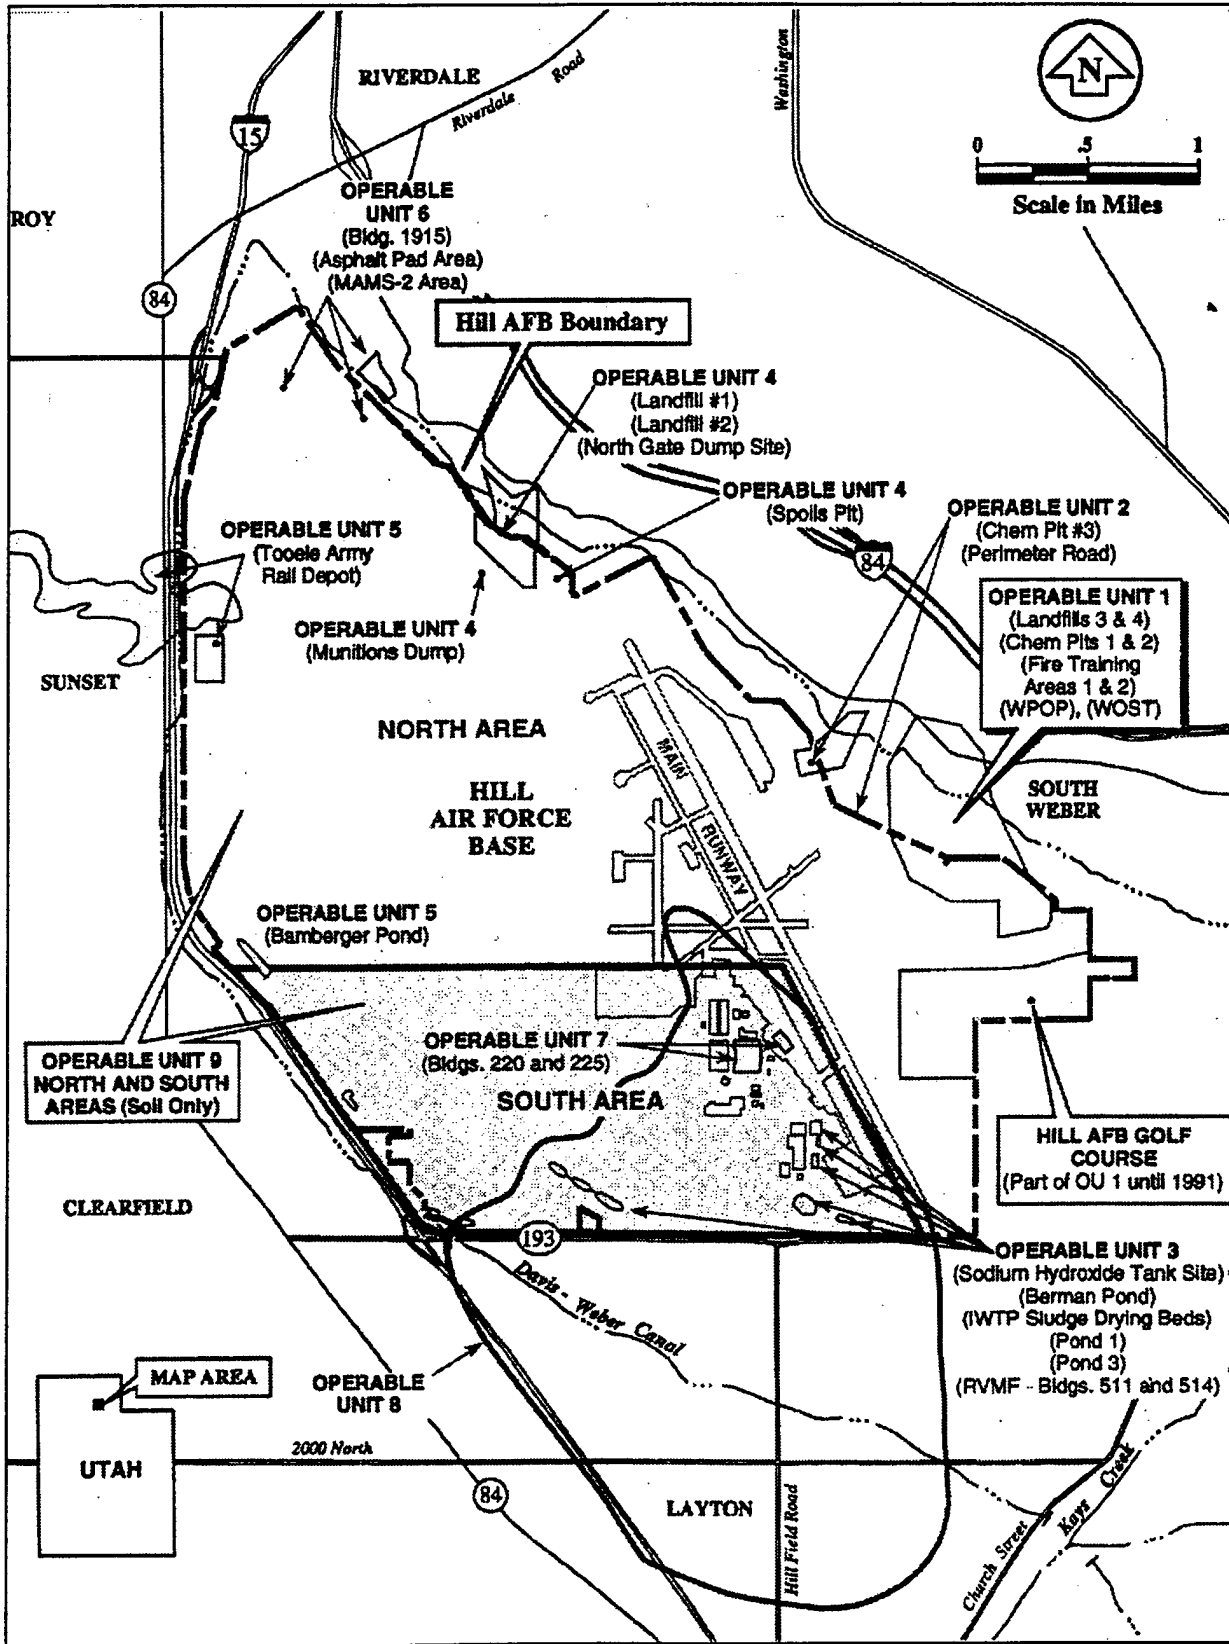 RIVERDALE
Riverdale Road
Washington
N
15
0 .5 1
Scale in Miles
ROY
OPERABLE
UNIT 6
(Bldg. 1915)
(Asphalt Pad Area)
(MAMS-2 Area)
84
Hill AFB Boundary
OPERABLE UNIT 4
(Landfill #1)
(Landfill #2)
(North Gate Dump Site)
OPERABLE UNIT 4
(Spoils Pit)
OPERABLE UNIT 2
(Chem Pit #3)
(Perimeter Road)
84
OPERABLE UNIT 5
(Tooele Army
Rail Depot)
OPERABLE UNIT 1
(Landfills 3 & 4)
(Chem Pits 1 & 2)
(Fire Training
Areas 1 & 2)
(WPOP), (WOST)
OPERABLE UNIT 4
(Munitions Dump)
SUNSET
NORTH AREA
MAIN
RUNWAY
HILL
AIR FORCE
BASE
SOUTH
WEBER
OPERABLE UNIT 5
(Bamberger Pond)
OPERABLE UNIT 7
(Bldgs. 220 and 225)
OPERABLE UNIT 9
NORTH AND SOUTH
AREAS (Soil Only)
SOUTH AREA
HILL AFB GOLF
COURSE
(Part of OU 1 until 1991)
CLEARFIELD
193
OPERABLE UNIT 3
(Sodium Hydroxide Tank Site)
(Berman Pond)
(IWTP Sludge Drying Beds)
(Pond 1)
(Pond 3)
(RVMF - Bldgs. 511 and 514)
Davis - Weber Canal
MAP AREA
OPERABLE
UNIT 8
UTAH
2000 North
84
LAYTON
Hill Field Road
Church Street
Kays Creek